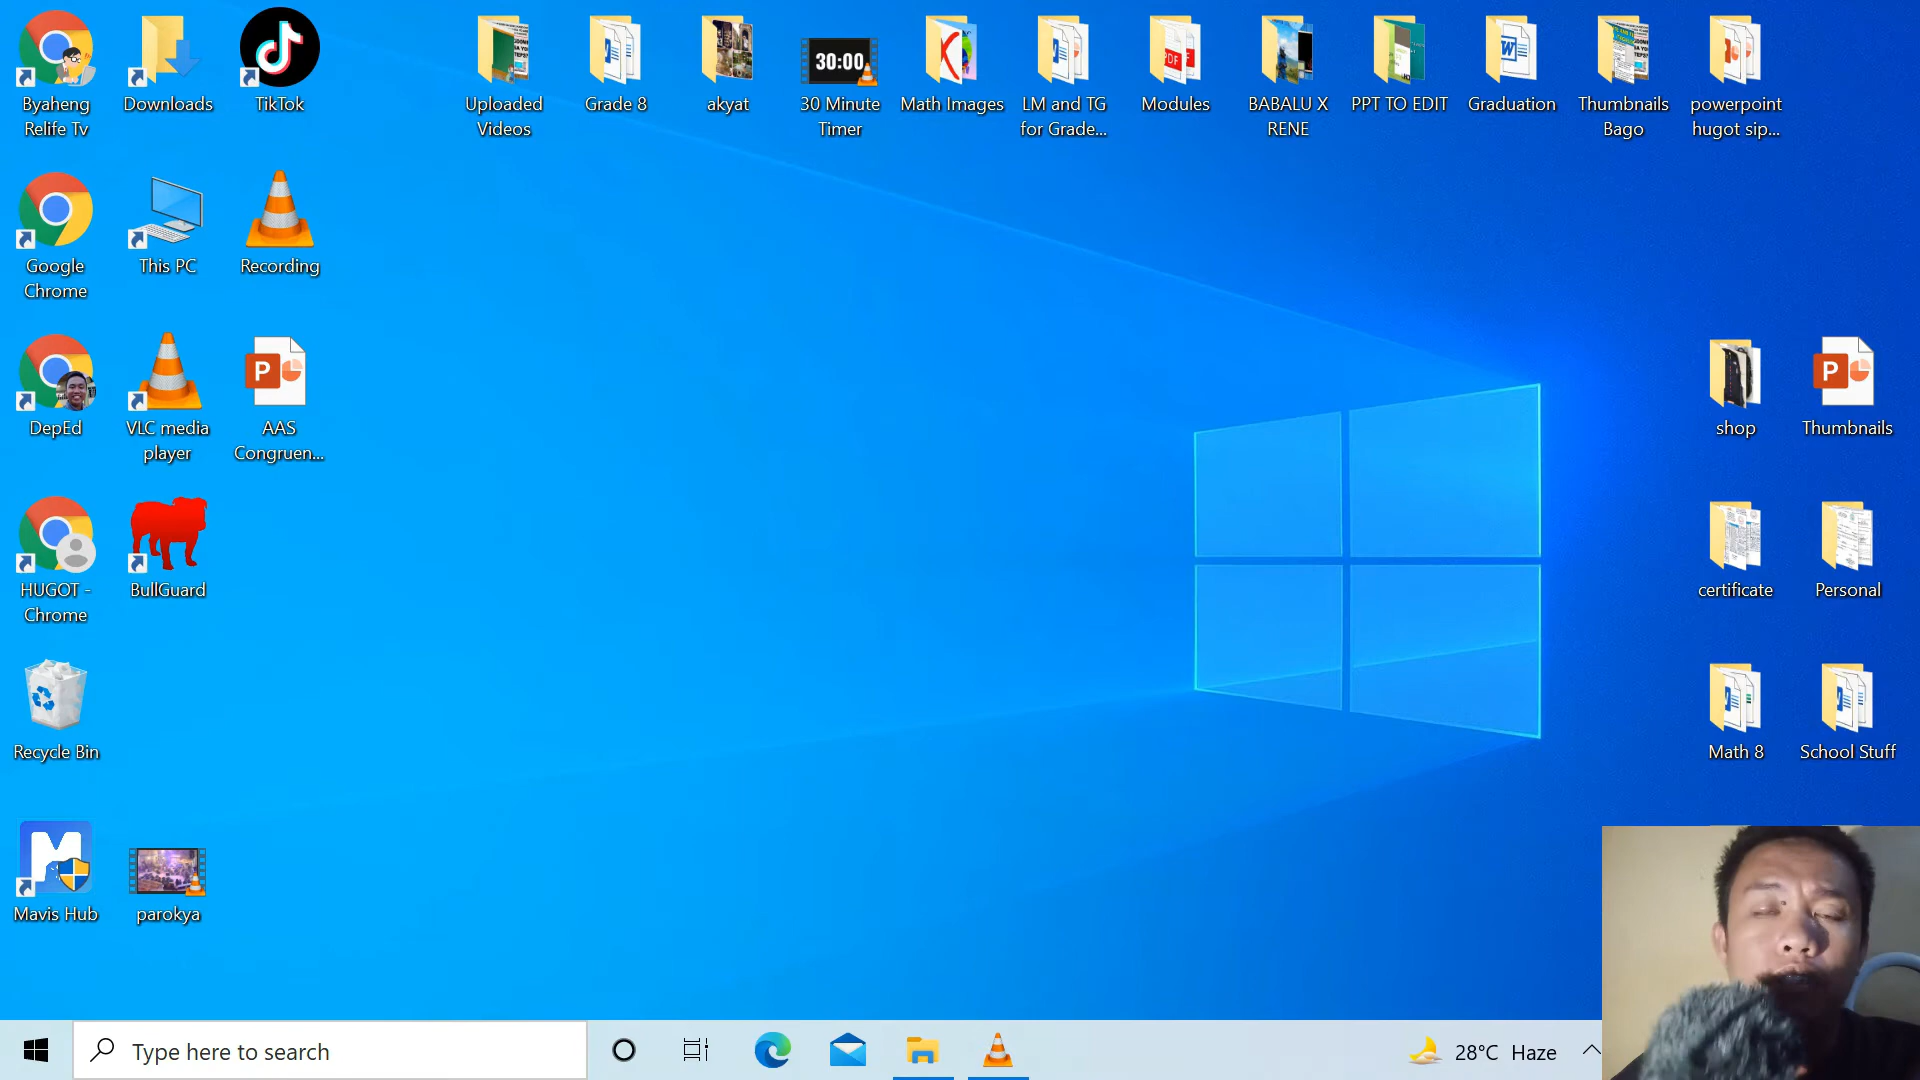 Byaheng
Relife Tv
Downloads
TikTok
Uploaded
Videos
Grade 8
akyat
30:00
30 Minute
Timer
Math Images
LM and TG
for Grade...
PDF
Modules
BABALU X
RENE
PPT TO EDIT
Graduation
Thumbnails
Bago
powerpoint
hugot sip...
Google
Chrome
This PC
Recording
DepEd
VLC media
player
P
AAS
Congruen...
shop
P
Thumbnails
HUGOT -
Chrome
BullGuard
certificate
Personal
Recycle Bin
Math 8
School Stuff
Mavis Hub
parokya
Type here to search
28°C Haze